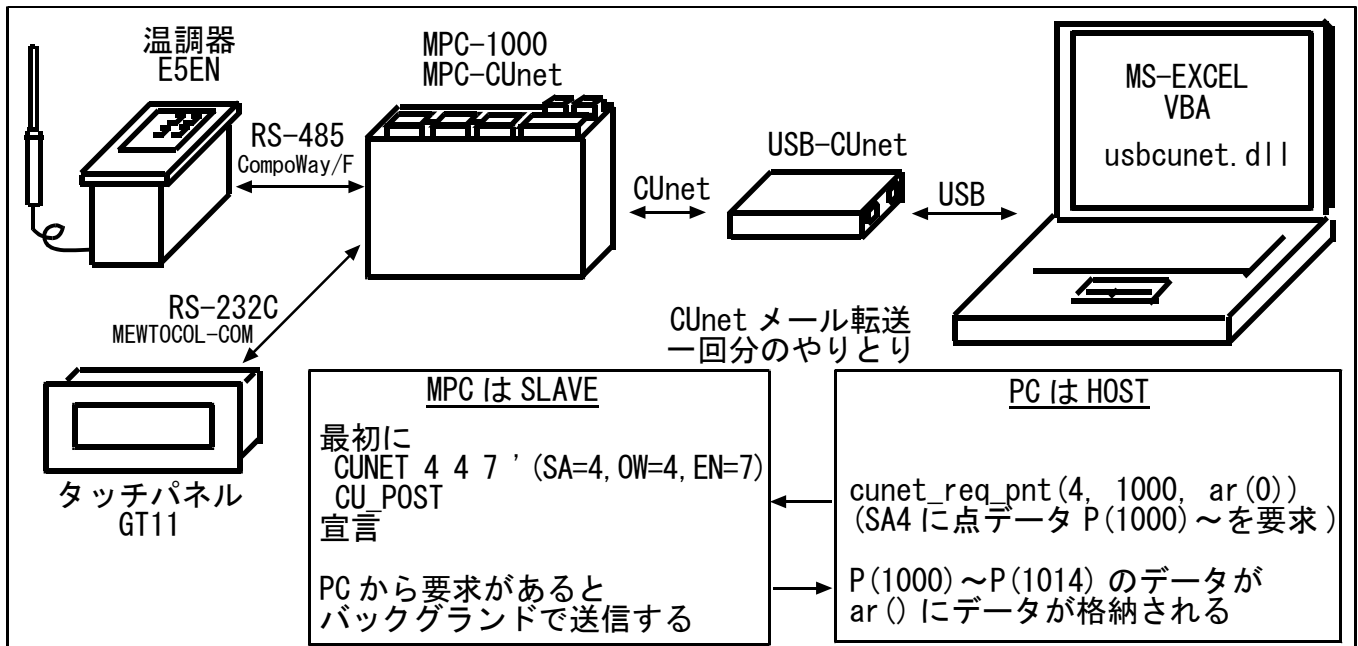 温調器
E5EN
MPC-1000
MPC-CUnet
RS-485
CompoWay/F
CUnet
USB-CUnet
USB
MS-EXCEL
VBA
usbcunet.dll
RS-232C
MEWTOCOL-COM
タッチパネル
GT11
CUnet メール転送
一回分のやりとり
MPC は SLAVE
最初に
CUNET 4 4 7 ' (SA=4,OW=4,EN=7)
CU_POST
宣言
PC から要求があると
バックグランドで送信する
PC は HOST
cunet_req_pnt(4, 1000, ar(0))
(SA4 に点データ P(1000)～を要求)
P(1000)～P(1014) のデータが
ar() にデータが格納される